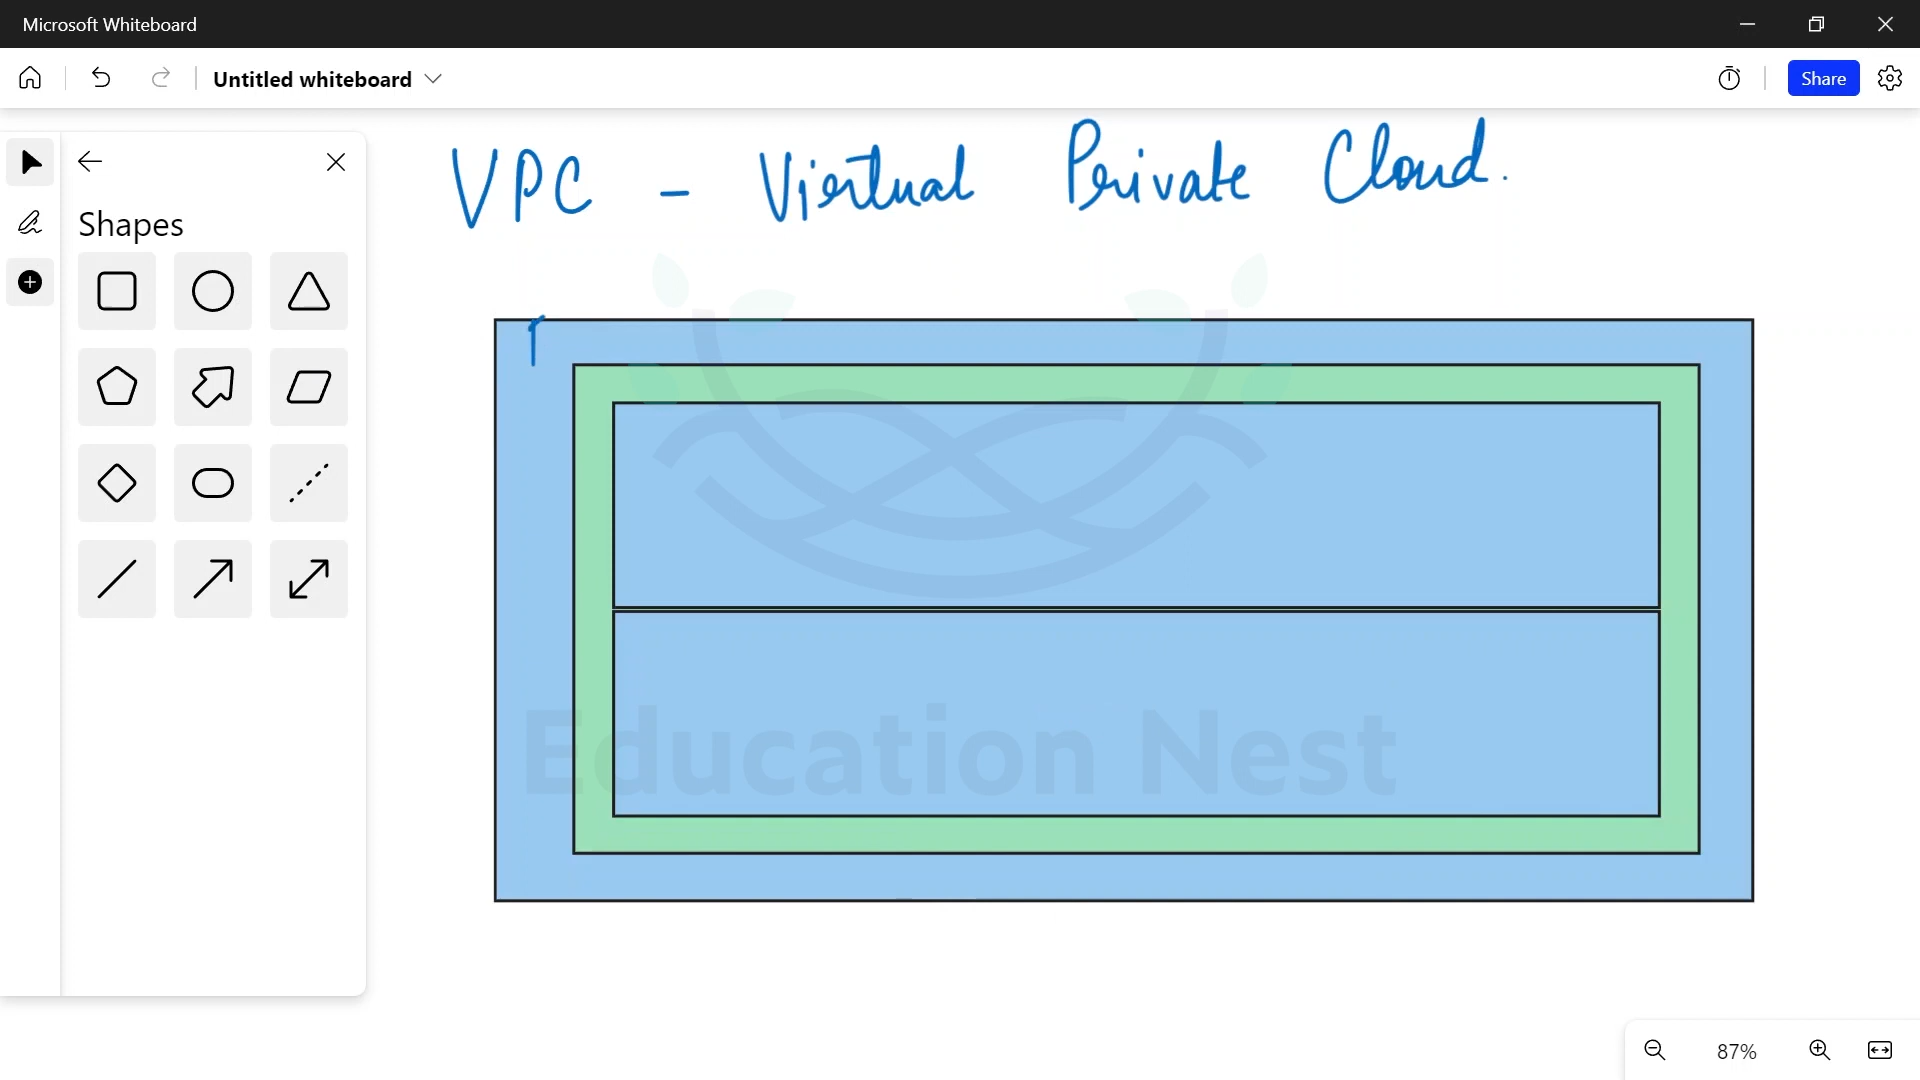 Microsoft Whiteboard
Untitled whiteboard
Share
Shapes
VPC - Virtual Private Cloud.
Education Nest
87%